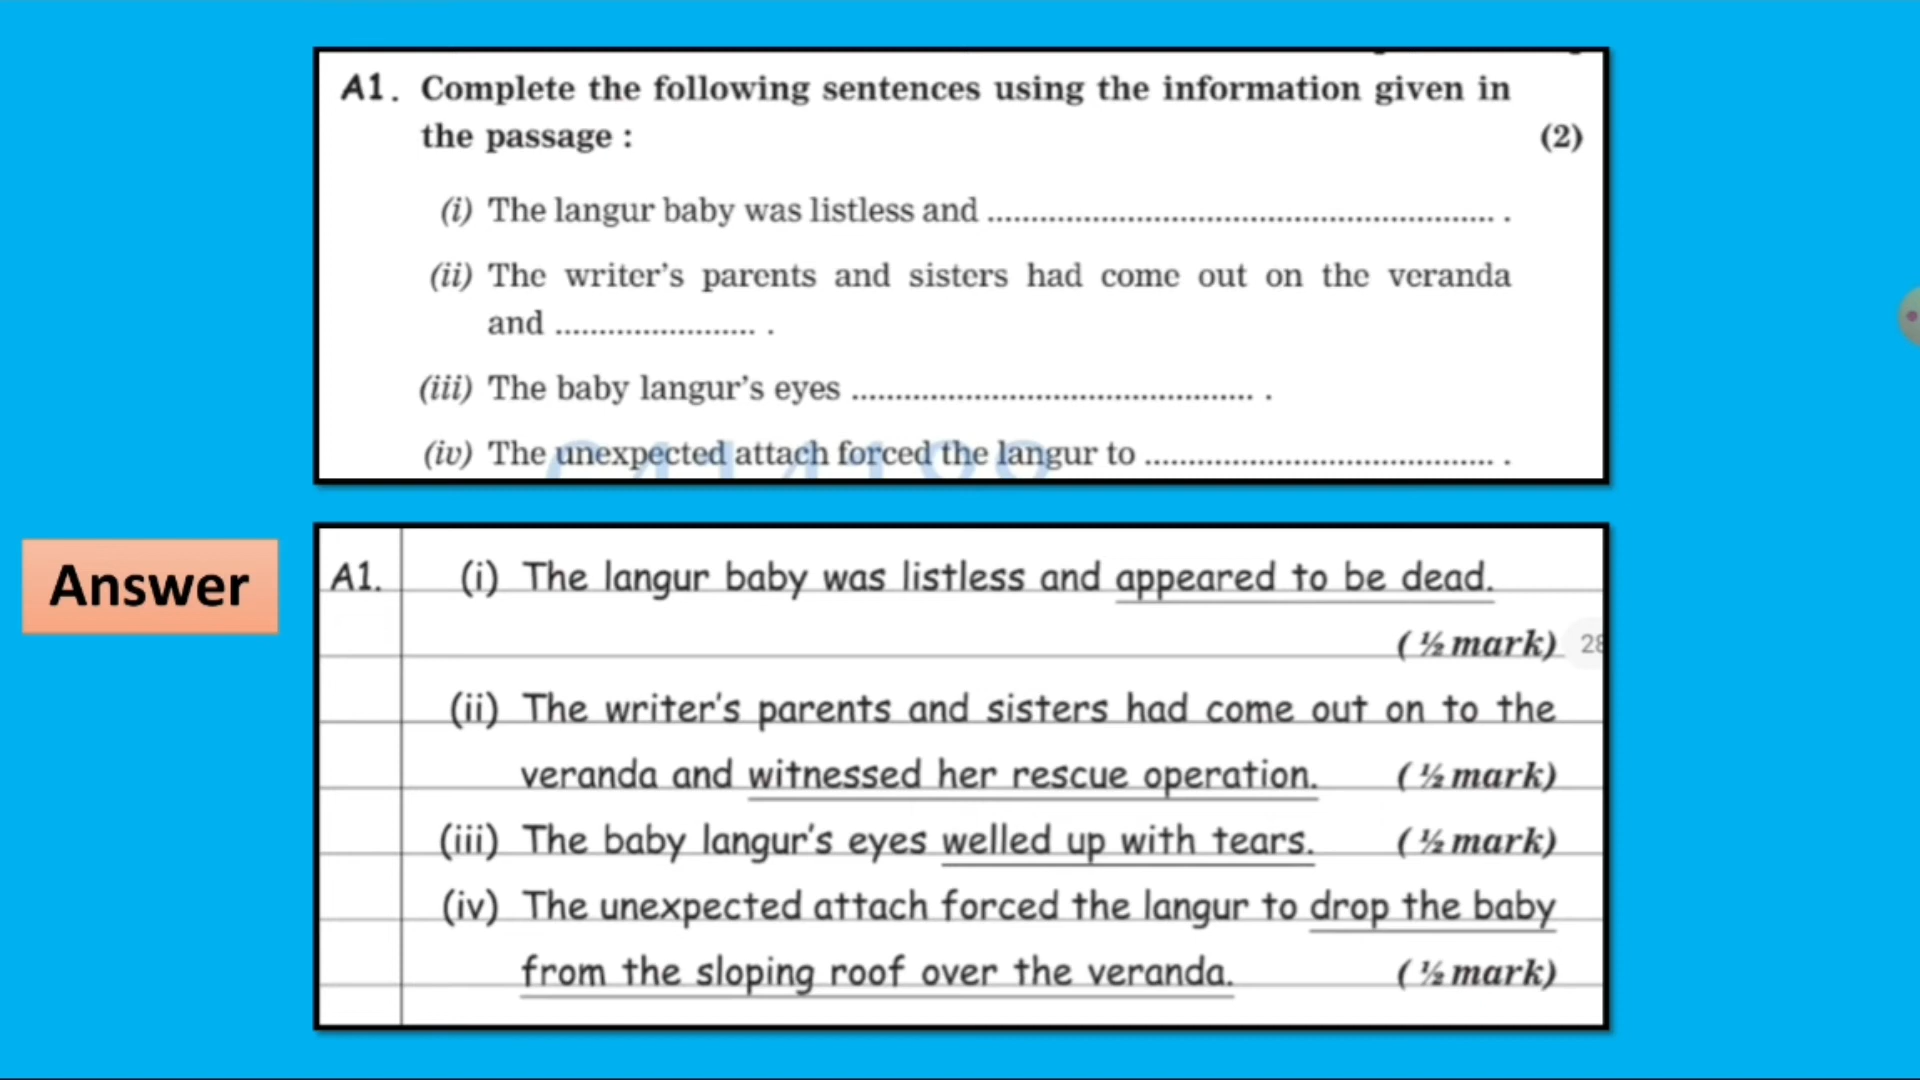 A1. Complete the following sentences using the information given in
the passage : (2)
(i) The langur baby was listless and .......................................................... .
(ii) The writer's parents and sisters had come out on the veranda
and ....................... .
(iii) The baby langur's eyes .............................................. .
(iv) The unexpected attach forced the langur to ........................................ .
Answer
A1. (i) The langur baby was listless and appeared to be dead.
(½ mark) 28
(ii) The writer's parents and sisters had come out on to the
veranda and witnessed her rescue operation. (½ mark)
(iii) The baby langur's eyes welled up with tears. (½ mark)
(iv) The unexpected attach forced the langur to drop the baby
from the sloping roof over the veranda. (½ mark)